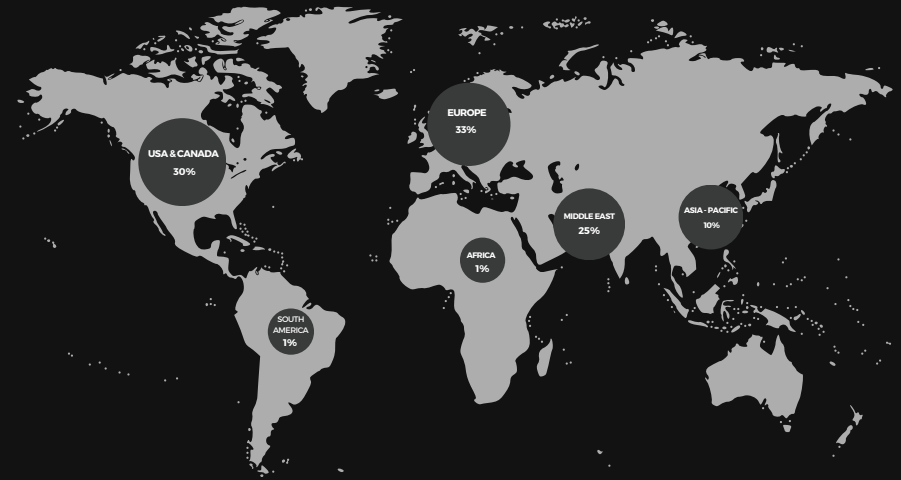 EUROPE
33%
USA & CANADA
30%
MIDDLE EAST
25%
ASIA - PACIFIC
10%
AFRICA
1%
SOUTH
AMERICA
1%